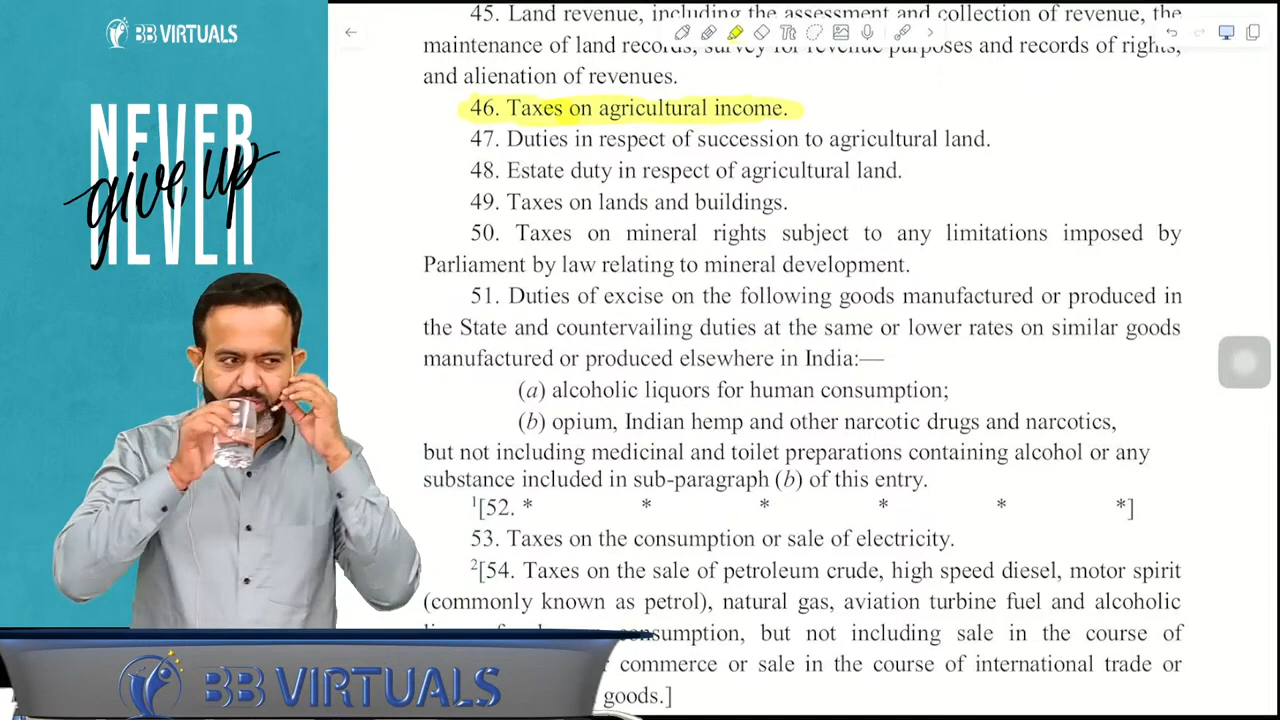 BB VIRTUALS
NEVER
give up
NEVER
45. Land revenue, including the assessment and collection of revenue, the
maintenance of land records, survey for revenue purposes and records of rights,
and alienation of revenues.
46. Taxes on agricultural income.
47. Duties in respect of succession to agricultural land.
48. Estate duty in respect of agricultural land.
49. Taxes on lands and buildings.
50. Taxes on mineral rights subject to any limitations imposed by
Parliament by law relating to mineral development.
51. Duties of excise on the following goods manufactured or produced in
the State and countervailing duties at the same or lower rates on similar goods
manufactured or produced elsewhere in India:—
(a) alcoholic liquors for human consumption;
(b) opium, Indian hemp and other narcotic drugs and narcotics,
but not including medicinal and toilet preparations containing alcohol or any
substance included in sub-paragraph (b) of this entry.
1[52. * * * * * *]
53. Taxes on the consumption or sale of electricity.
2[54. Taxes on the sale of petroleum crude, high speed diesel, motor spirit
(commonly known as petrol), natural gas, aviation turbine fuel and alcoholic
consumption, but not including sale in the course of
commerce or sale in the course of international trade or
goods.]
BB VIRTUALS